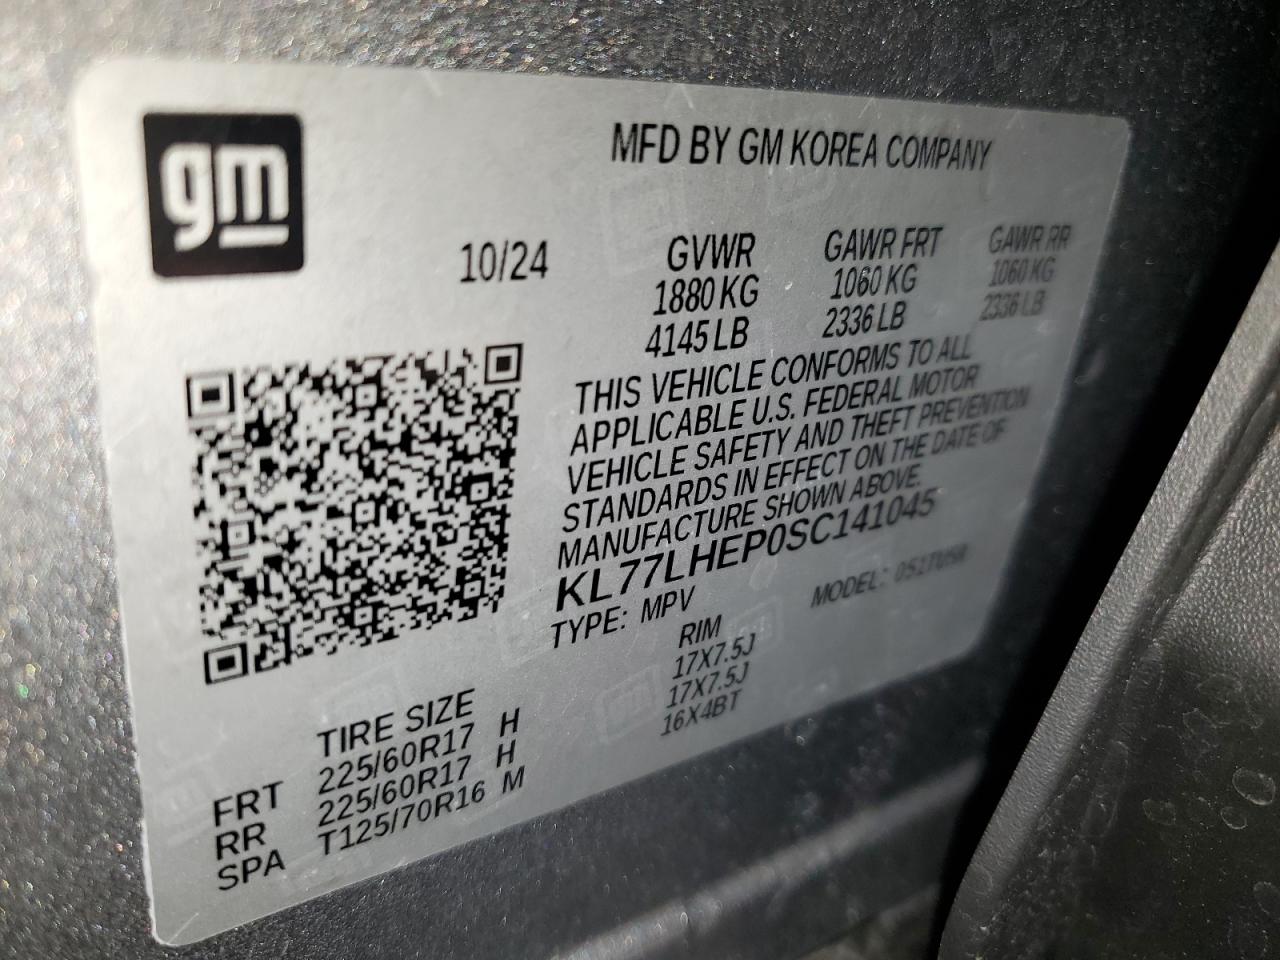 gm
MFD BY GM KOREA COMPANY
10/24
GVWR GAWR FRT GAWR RR
1880 KG 1060 KG 1060 KG
4145 LB 2336 LB 2336 LB
THIS VEHICLE CONFORMS TO ALL
APPLICABLE U.S. FEDERAL MOTOR
VEHICLE SAFETY AND THEFT PREVENTION
STANDARDS IN EFFECT ON THE DATE OF
MANUFACTURE SHOWN ABOVE.
KL77LHEP0SC141045
TYPE: MPV MODEL:
RIM
17X7.5J
17X7.5J
16X4BT
TIRE SIZE
FRT 225/60R17 H
RR 225/60R17 H
SPA T125/70R16 M